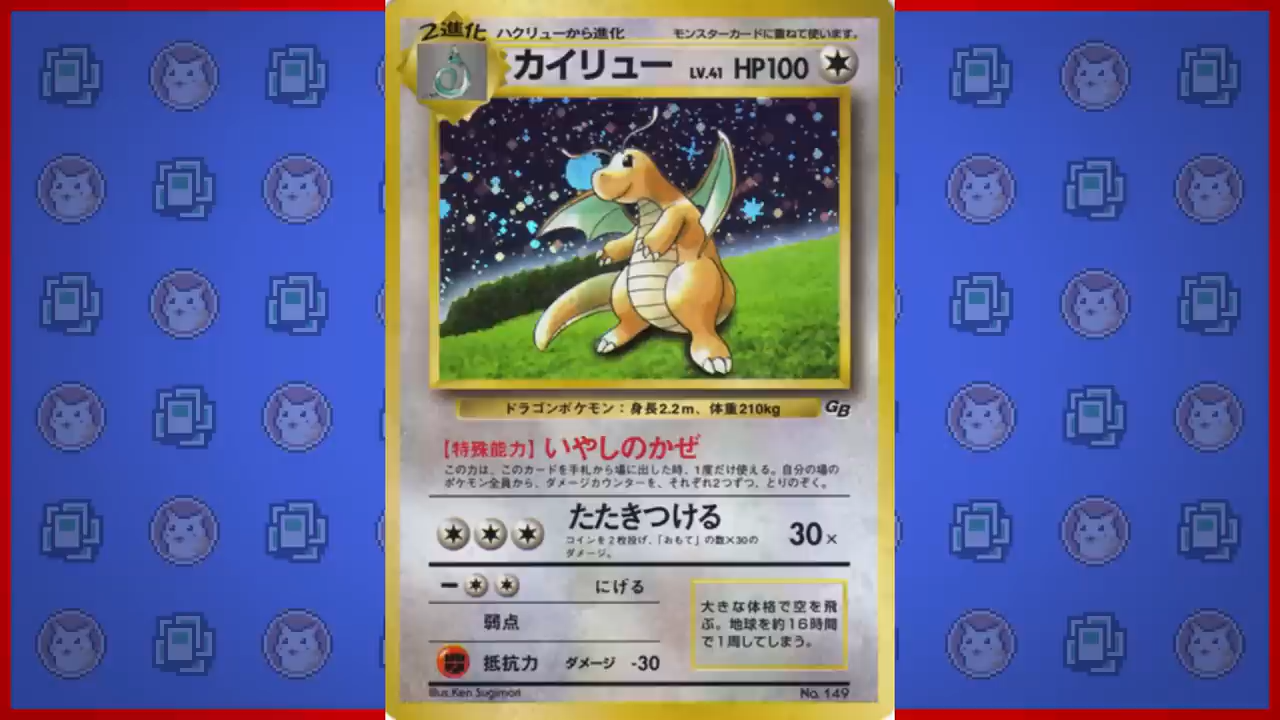 2進化 ハクリューから進化 モンスターカードに重ねて使います。
カイリュー LV.41 HP100
ドラゴンポケモン：身長2.2m、体重210kg GB
【特殊能力】いやしのかぜ
この力は、このカードを手札から場に出した時、1度だけ使える。自分の場の
ポケモン全員から、ダメージカウンターを、それぞれ2つずつ、とりのぞく。
たたきつける 30×
コインを2枚投げ、「おもて」の数×30の
ダメージ。
ー にげる
弱点
抵抗力 ダメージ -30
大きな体格で空を飛
ぶ。地球を約16時間
で1周してしまう。
Illus.Ken Sugimori No. 149